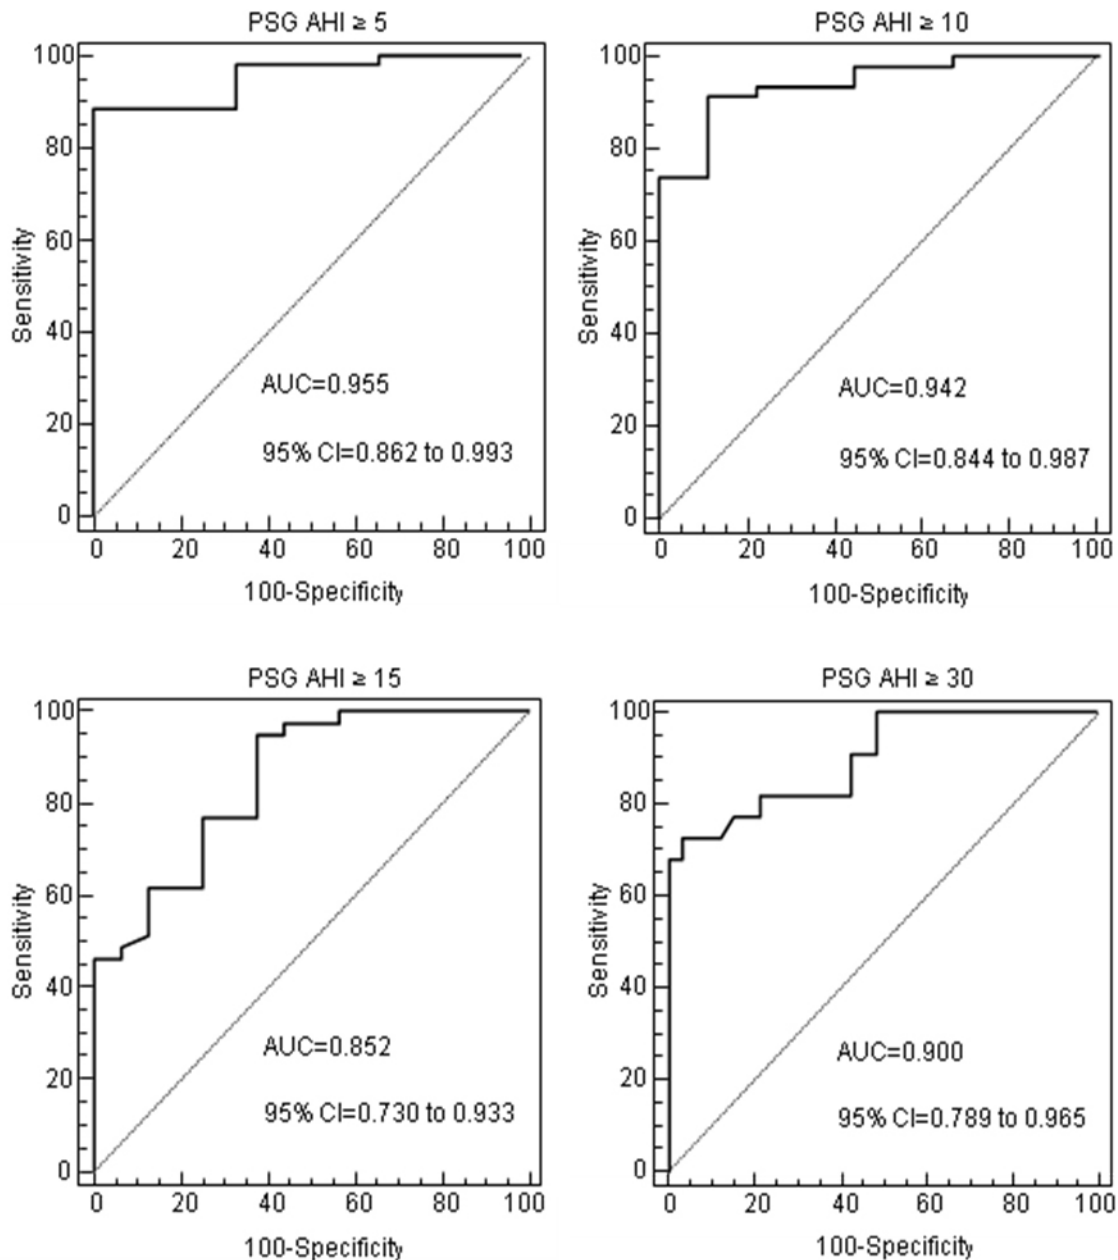 PSG AHI ≥ 5
100
80
60
40
20
0
Sensitivity
AUC=0.955
95% CI=0.862 to 0.993
0 20 40 60 80 100
100-Specificity
PSG AHI ≥ 10
100
80
60
40
20
0
Sensitivity
AUC=0.942
95% CI=0.844 to 0.987
0 20 40 60 80 100
100-Specificity
PSG AHI ≥ 15
100
80
60
40
20
0
Sensitivity
AUC=0.852
95% CI=0.730 to 0.933
0 20 40 60 80 100
100-Specificity
PSG AHI ≥ 30
100
80
60
40
20
0
Sensitivity
AUC=0.900
95% CI=0.789 to 0.965
0 20 40 60 80 100
100-Specificity